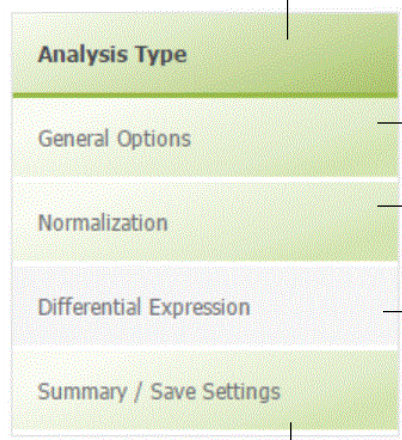 Analysis Type
General Options
Normalization
Differential Expression
Summary / Save Settings